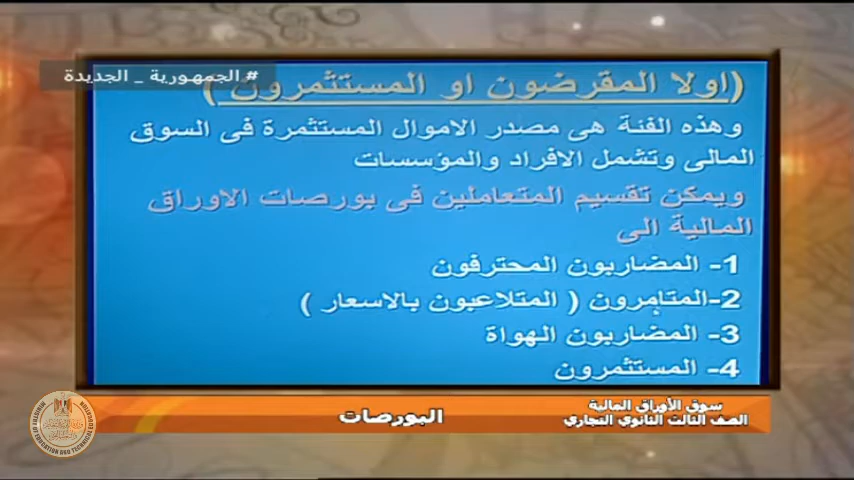 # الجمهورية _ الجديدة
(اولا المقرضون او المستثمرون )
وهذه الفئة هى مصدر الاموال المستثمرة فى السوق
المالى وتشمل الافراد والمؤسسات
ويمكن تقسيم المتعاملين فى بورصات الاوراق
المالية الى
1- المضاربون المحترفون
2-المتامرون ( المتلاعبون بالاسعار )
3- المضاربون الهواة
4- المستثمرون
سوق الأوراق المالية
الصف الثالث الثانوي التجاري
البورصات